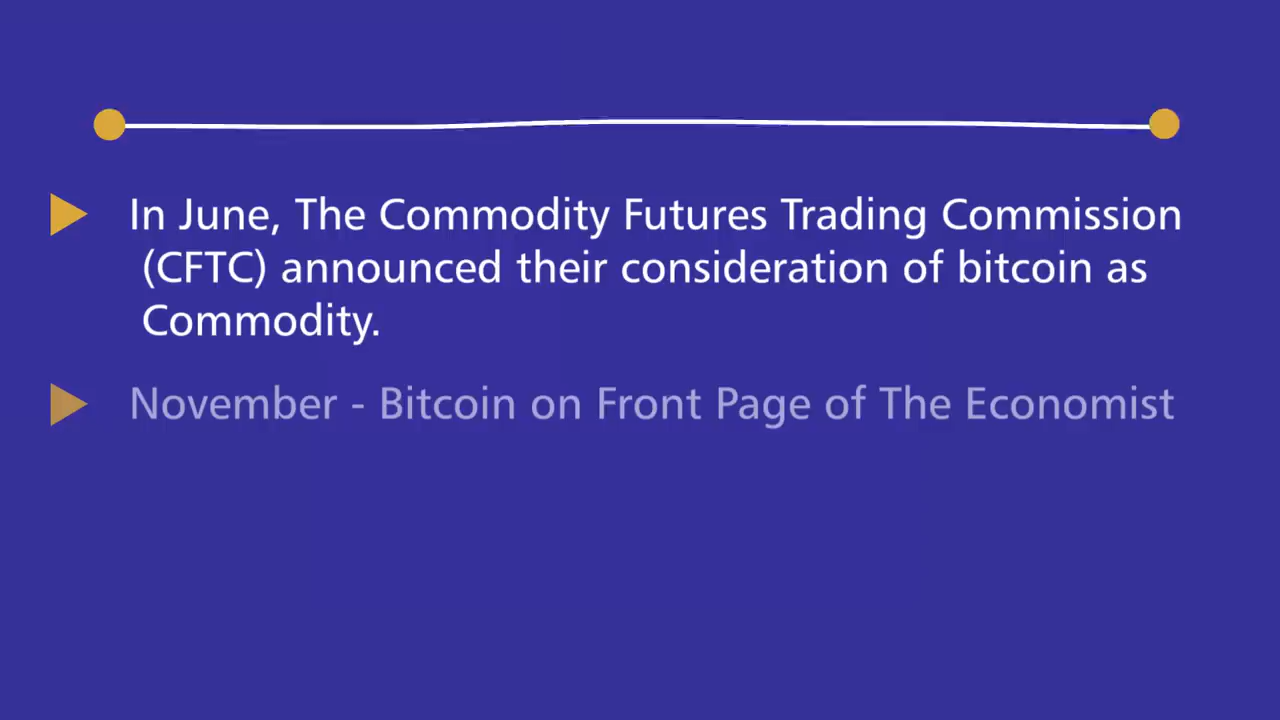 In June, The Commodity Futures Trading Commission
(CFTC) announced their consideration of bitcoin as
Commodity.
November - Bitcoin on Front Page of The Economist